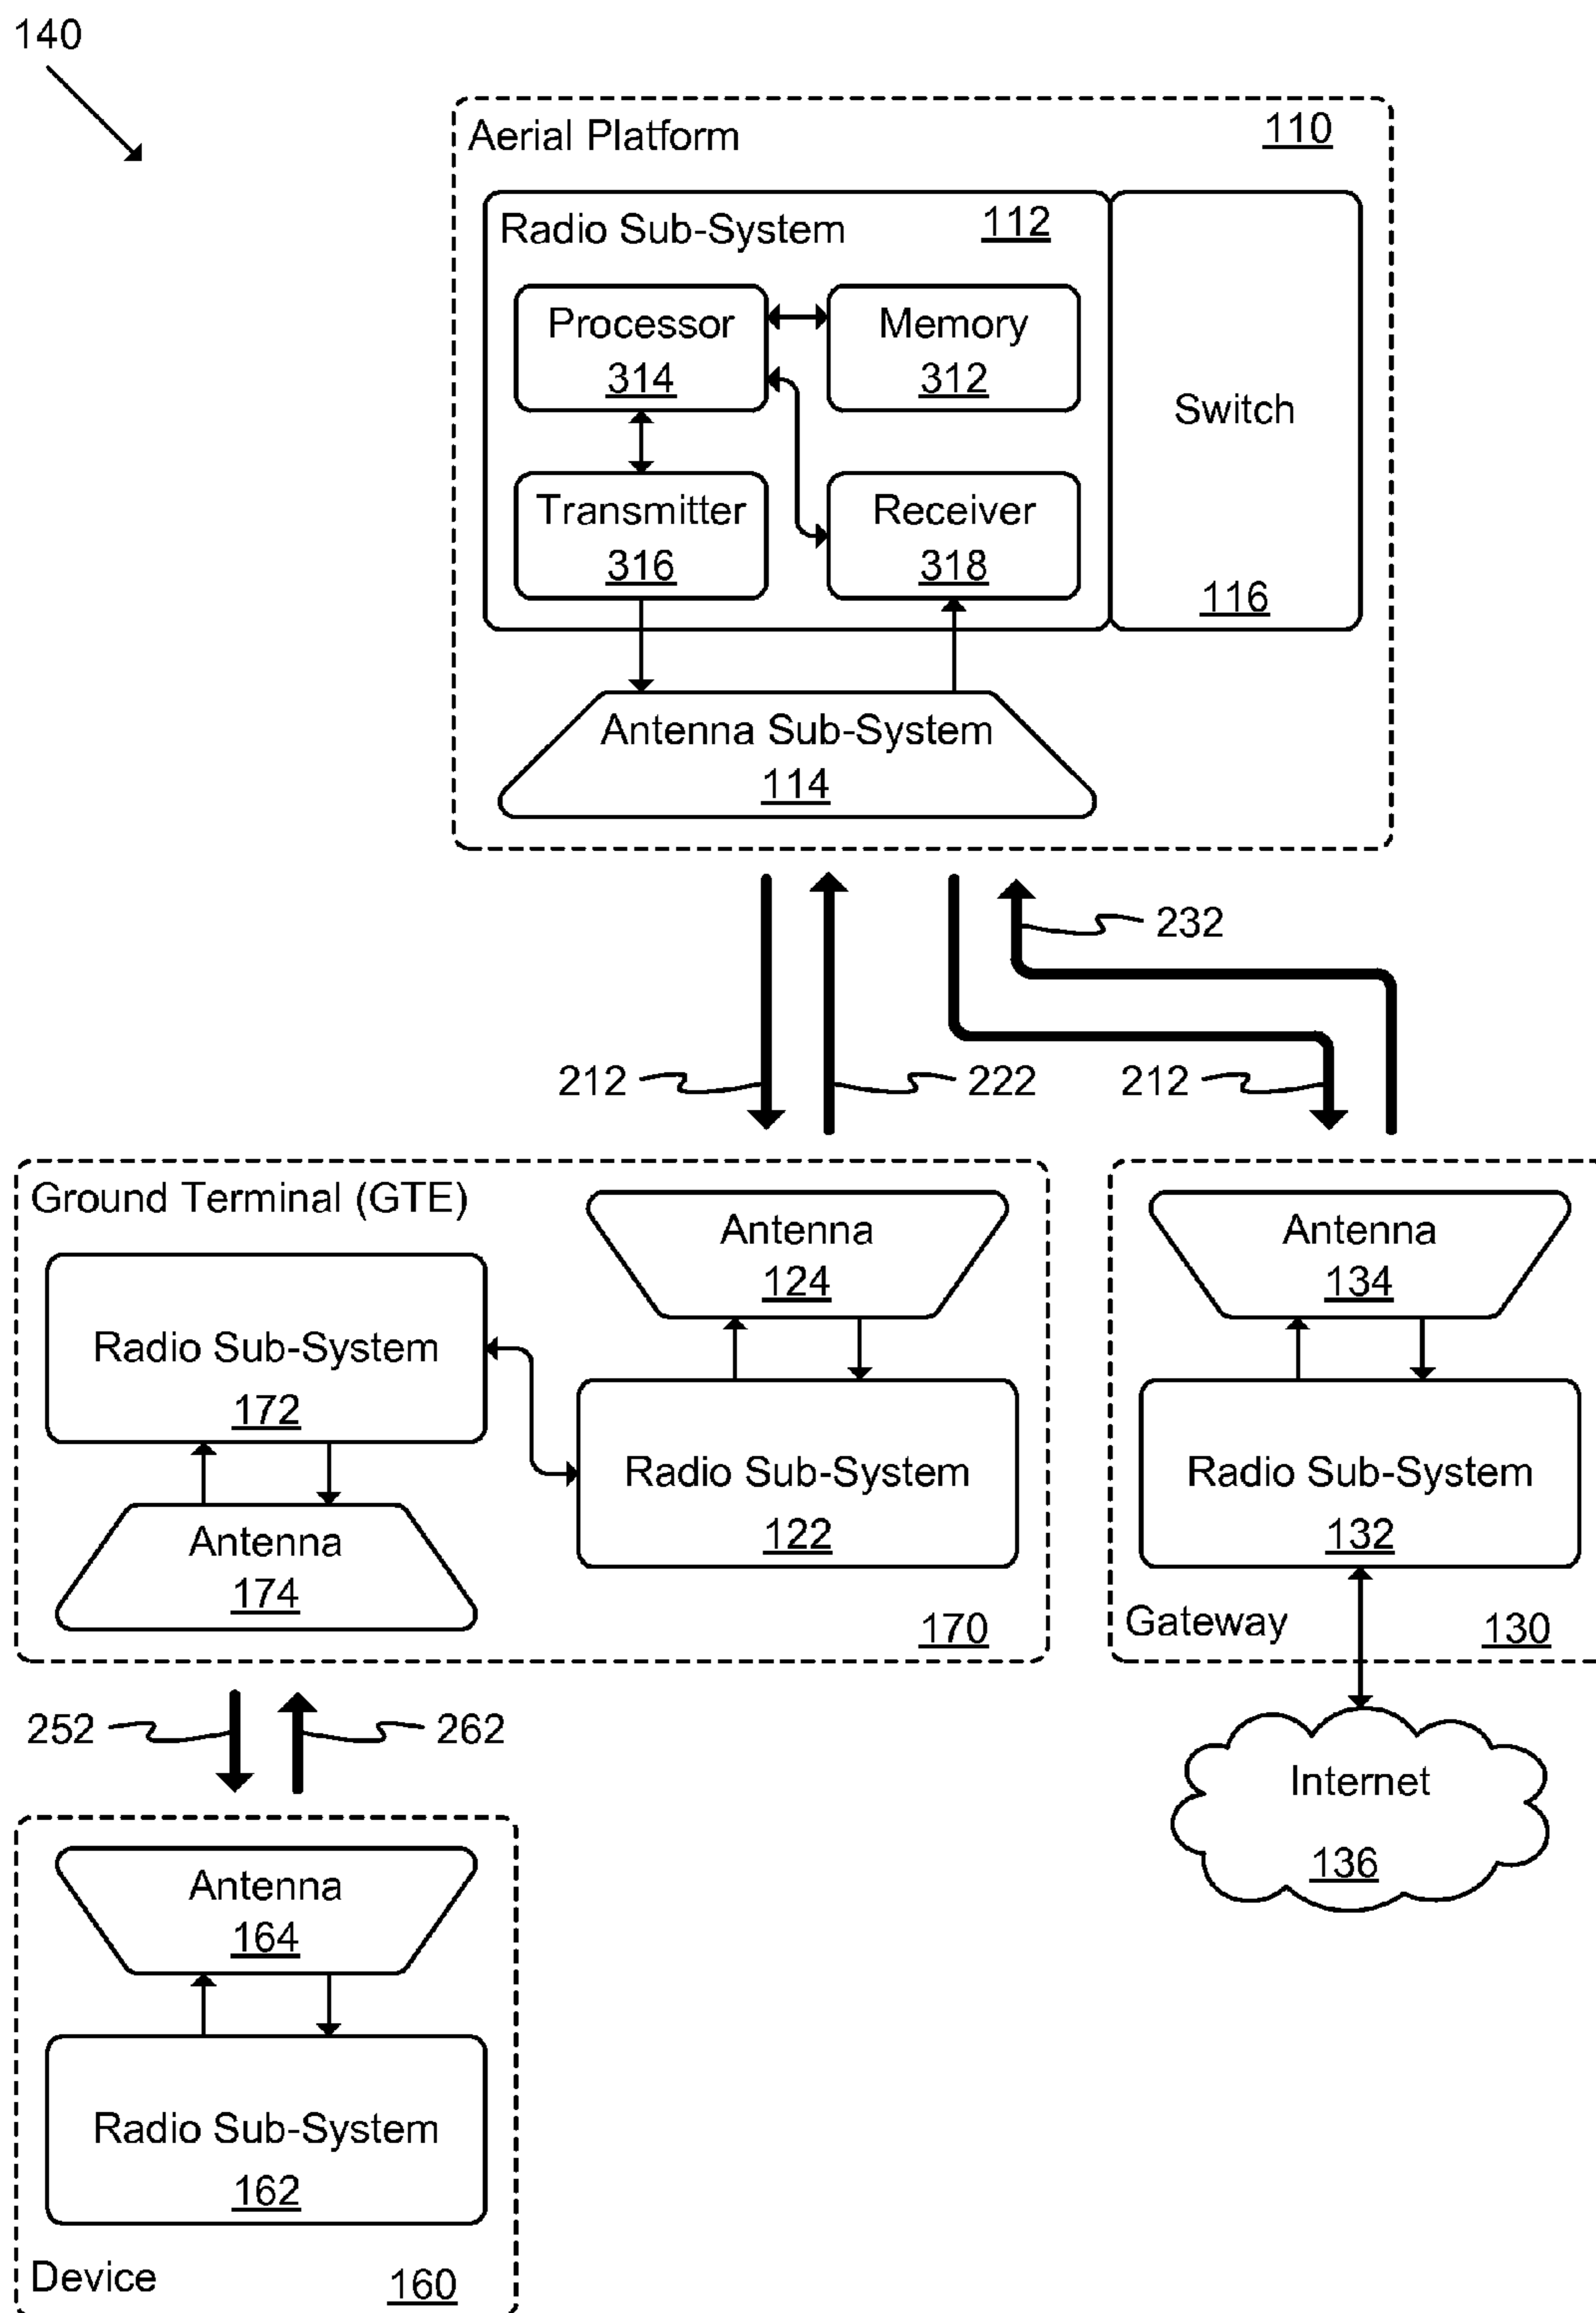 140
Aerial Platform 110
Radio Sub-System 112
Processor
314
Memory
312
Switch
116
Transmitter
316
Receiver
318
Antenna Sub-System
114
232
212
222
212
Ground Terminal (GTE)
Antenna
124
Radio Sub-System
172
Radio Sub-System
122
Antenna
174
170
Antenna
134
Radio Sub-System
132
Gateway 130
252
262
Internet
136
Antenna
164
Radio Sub-System
162
Device 160